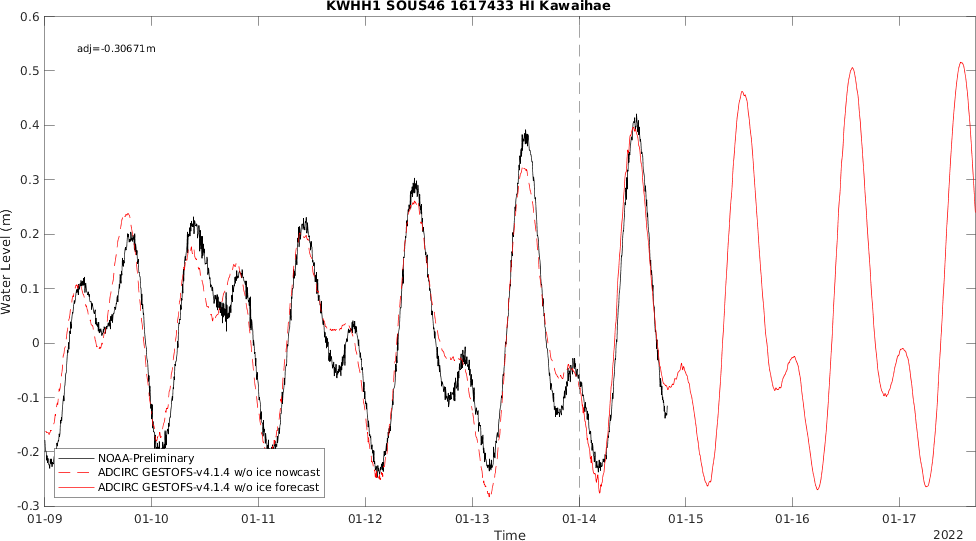 KWHH1 SOUS46 1617433 HI Kawaihae
adj=-0.30671m
Water Level (m)
0.6
0.5
0.4
0.3
0.2
0.1
0
-0.1
-0.2
-0.3
NOAA-Preliminary
ADCIRC GESTOFS-v4.1.4 w/o ice nowcast
ADCIRC GESTOFS-v4.1.4 w/o ice forecast
01-09 01-10 01-11 01-12 01-13 01-14 01-15 01-16 01-17
Time
2022